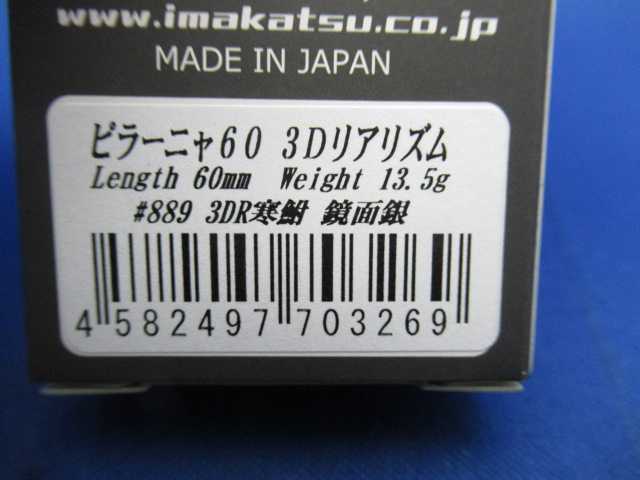 www.imakatsu.co.jp
MADE IN JAPAN
ピラーニャ60 3Dリアリズム
Length 60mm Weight 13.5g
#889 3DR寒鮒 鏡面銀
4 582497 703269